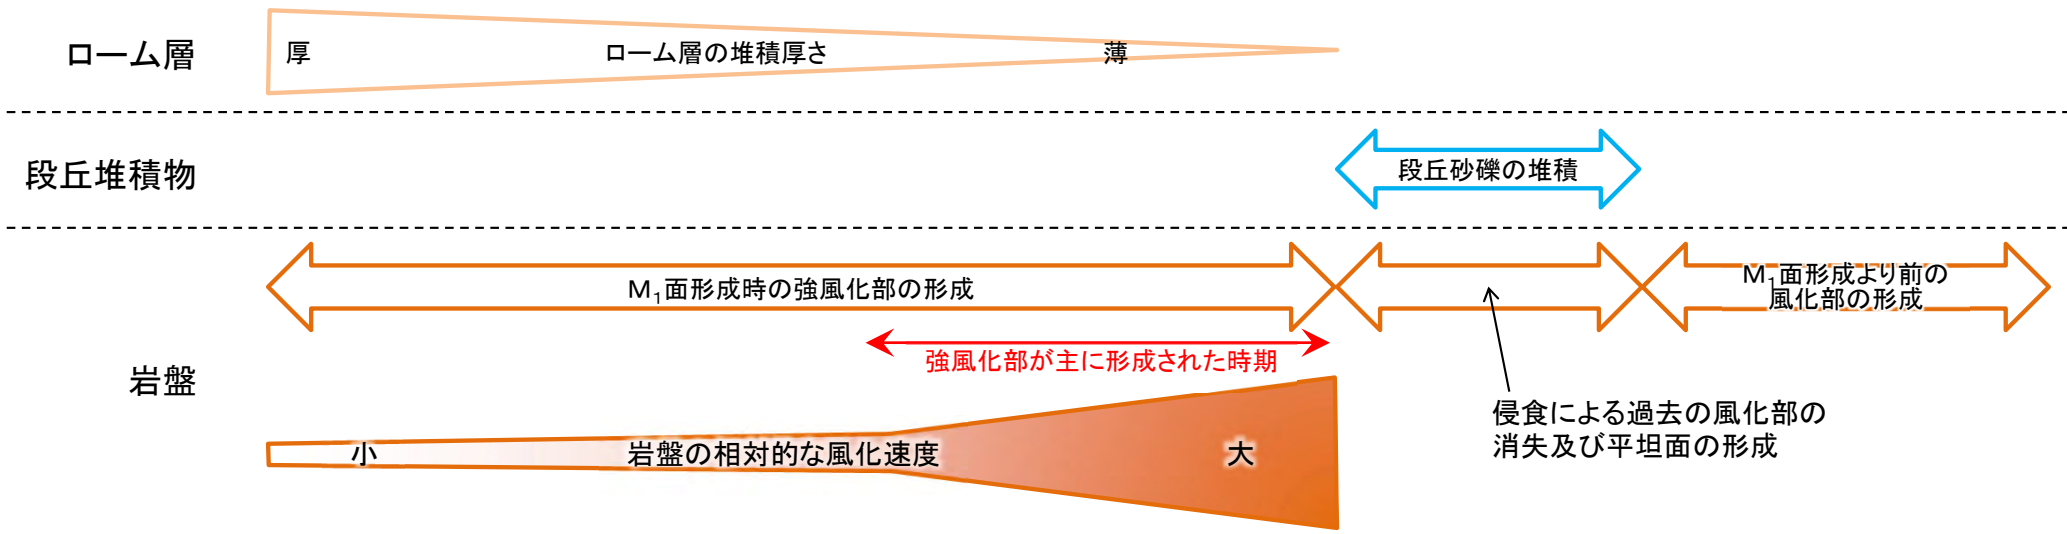 ローム層
厚
ローム層の堆積厚さ
薄
段丘堆積物
段丘砂礫の堆積
M₁面形成時の強風化部の形成
M₁面形成より前の
風化部の形成
強風化部が主に形成された時期
岩盤
侵食による過去の風化部の
消失及び平坦面の形成
小
岩盤の相対的な風化速度
大